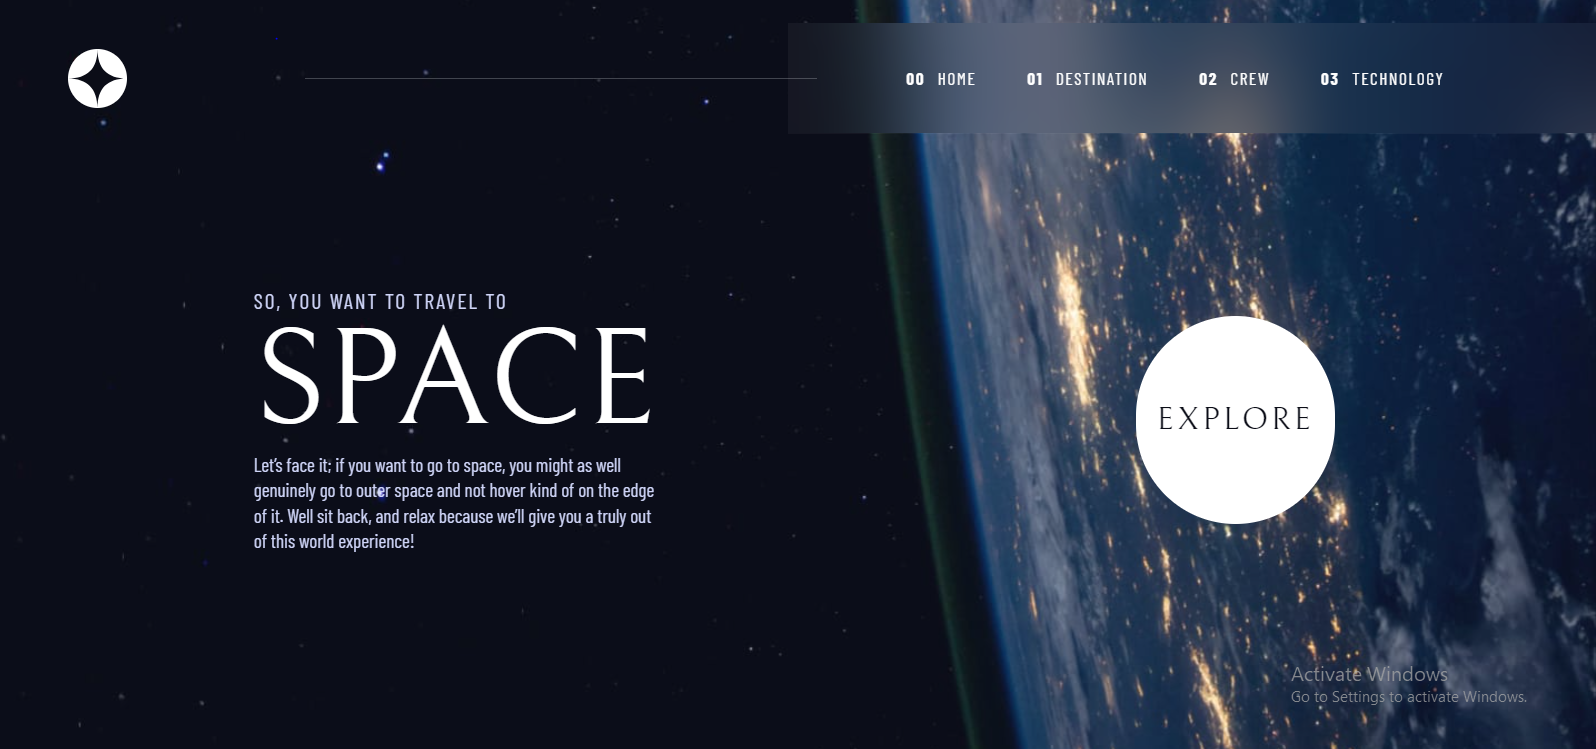 00 HOME 01 DESTINATION 02 CREW 03 TECHNOLOGY
SO, YOU WANT TO TRAVEL TO
SPACE
Let’s face it; if you want to go to space, you might as well
genuinely go to outer space and not hover kind of on the edge
of it. Well sit back, and relax because we’ll give you a truly out
of this world experience!
EXPLORE
Activate Windows
Go to Settings to activate Windows.